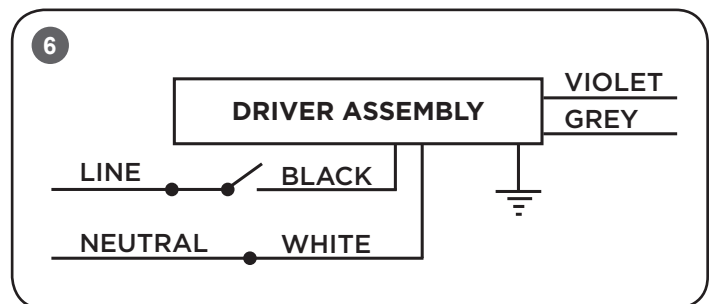 6
VIOLET
DRIVER ASSEMBLY
GREY
LINE
BLACK
NEUTRAL
WHITE